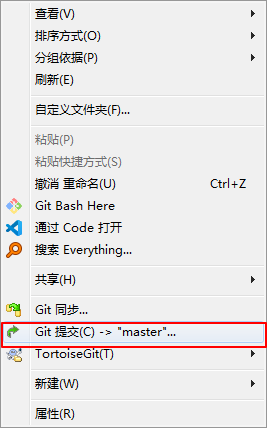 查看(V)
排序方式(O)
分组依据(P)
刷新(E)
自定义文件夹(F)...
粘贴(P)
粘贴快捷方式(S)
撤消 重命名(U) Ctrl+Z
Git Bash Here
通过 Code 打开
搜索 Everything...
共享(H)
Git 同步...
Git 提交(C) -> "master"...
TortoiseGit(T)
新建(W)
属性(R)